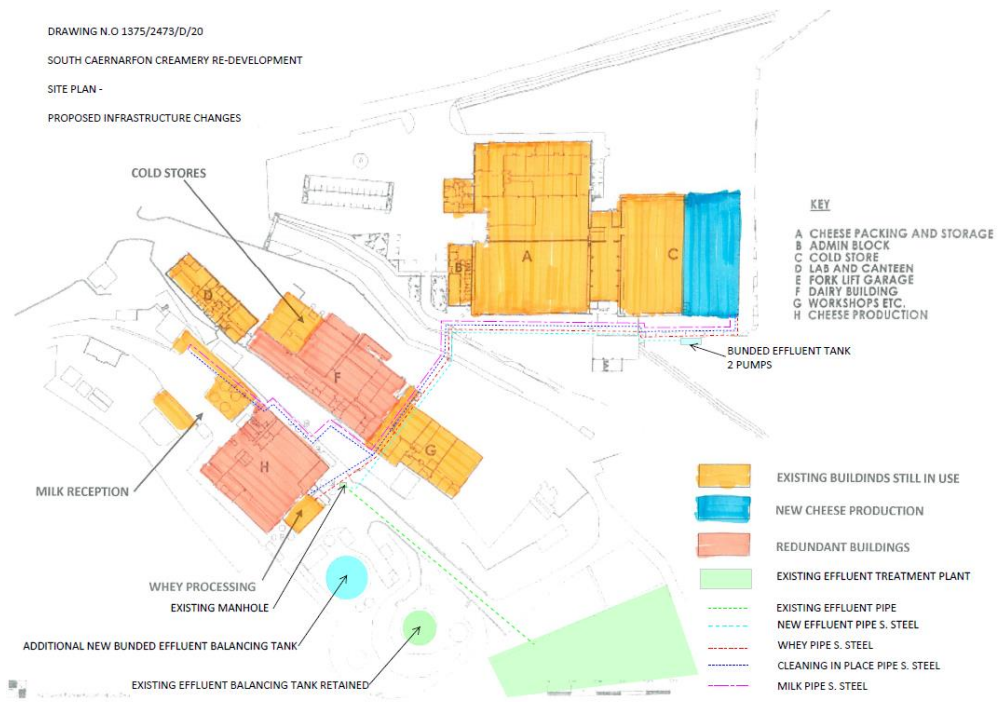 DRAWING N.O 1375/2473/D/20
SOUTH CAERNARFON CREAMERY RE-DEVELOPMENT
SITE PLAN -
PROPOSED INFRASTRUCTURE CHANGES
COLD STORES
KEY
A CHEESE PACKING AND STORAGE
B ADMIN BLOCK
C COLD STORE
D LAB AND CANTEEN
E FORK LIFT GARAGE
F DAIRY BUILDING
G WORKSHOPS ETC.
H CHEESE PRODUCTION
A
B
C
D
F
G
H
BUNDED EFFLUENT TANK
2 PUMPS
MILK RECEPTION
WHEY PROCESSING
EXISTING MANHOLE
ADDITIONAL NEW BUNDED EFFLUENT BALANCING TANK
EXISTING EFFLUENT BALANCING TANK RETAINED
EXISTING BUILDINDS STILL IN USE
NEW CHEESE PRODUCTION
REDUNDANT BUILDINGS
EXISTING EFFLUENT TREATMENT PLANT
EXISTING EFFLUENT PIPE
NEW EFFLUENT PIPE S. STEEL
WHEY PIPE S. STEEL
CLEANING IN PLACE PIPE S. STEEL
MILK PIPE S. STEEL